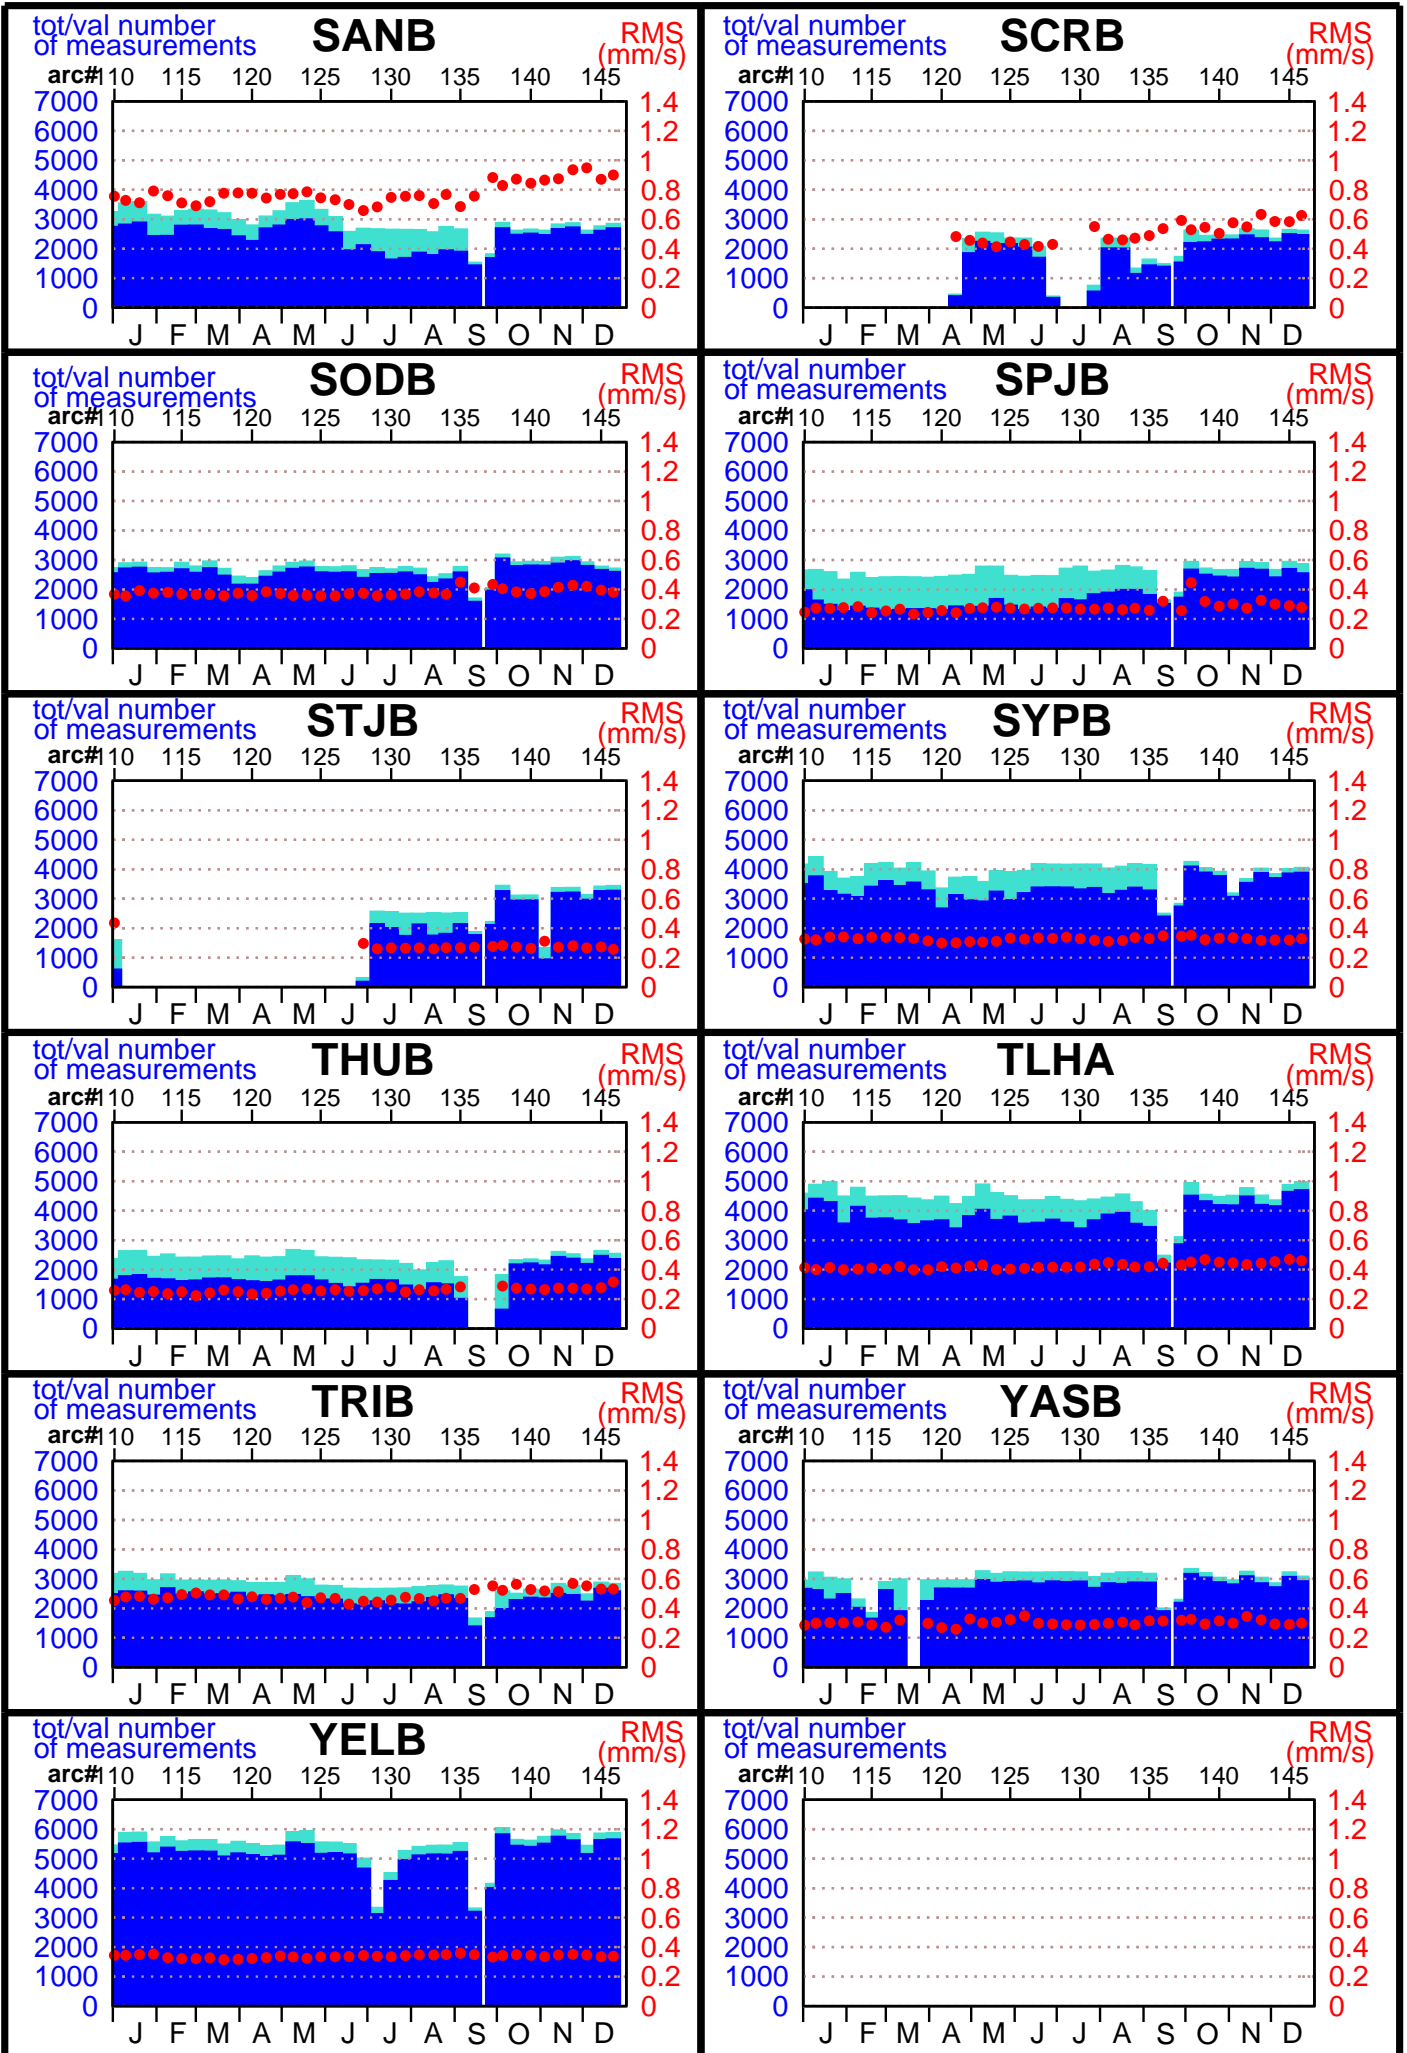 tot/val number SANB RMS
of measurements (mm/s)
arc# 110 115 120 125 130 135 140 145
7000 1.4
6000 1.2
5000 1
4000 0.8
3000 0.6
2000 0.4
1000 0.2
0 0
J F M A M J J A S O N D
tot/val number SCRB RMS
of measurements (mm/s)
arc# 110 115 120 125 130 135 140 145
7000 1.4
6000 1.2
5000 1
4000 0.8
3000 0.6
2000 0.4
1000 0.2
0 0
J F M A M J J A S O N D
tot/val number SODB RMS
of measurements (mm/s)
arc# 110 115 120 125 130 135 140 145
7000 1.4
6000 1.2
5000 1
4000 0.8
3000 0.6
2000 0.4
1000 0.2
0 0
J F M A M J J A S O N D
tot/val number SPJB RMS
of measurements (mm/s)
arc# 110 115 120 125 130 135 140 145
7000 1.4
6000 1.2
5000 1
4000 0.8
3000 0.6
2000 0.4
1000 0.2
0 0
J F M A M J J A S O N D
tot/val number STJB RMS
of measurements (mm/s)
arc# 110 115 120 125 130 135 140 145
7000 1.4
6000 1.2
5000 1
4000 0.8
3000 0.6
2000 0.4
1000 0.2
0 0
J F M A M J J A S O N D
tot/val number SYPB RMS
of measurements (mm/s)
arc# 110 115 120 125 130 135 140 145
7000 1.4
6000 1.2
5000 1
4000 0.8
3000 0.6
2000 0.4
1000 0.2
0 0
J F M A M J J A S O N D
tot/val number THUB RMS
of measurements (mm/s)
arc# 110 115 120 125 130 135 140 145
7000 1.4
6000 1.2
5000 1
4000 0.8
3000 0.6
2000 0.4
1000 0.2
0 0
J F M A M J J A S O N D
tot/val number TLHA RMS
of measurements (mm/s)
arc# 110 115 120 125 130 135 140 145
7000 1.4
6000 1.2
5000 1
4000 0.8
3000 0.6
2000 0.4
1000 0.2
0 0
J F M A M J J A S O N D
tot/val number TRIB RMS
of measurements (mm/s)
arc# 110 115 120 125 130 135 140 145
7000 1.4
6000 1.2
5000 1
4000 0.8
3000 0.6
2000 0.4
1000 0.2
0 0
J F M A M J J A S O N D
tot/val number YASB RMS
of measurements (mm/s)
arc# 110 115 120 125 130 135 140 145
7000 1.4
6000 1.2
5000 1
4000 0.8
3000 0.6
2000 0.4
1000 0.2
0 0
J F M A M J J A S O N D
tot/val number YELB RMS
of measurements (mm/s)
arc# 110 115 120 125 130 135 140 145
7000 1.4
6000 1.2
5000 1
4000 0.8
3000 0.6
2000 0.4
1000 0.2
0 0
J F M A M J J A S O N D
tot/val number RMS
of measurements (mm/s)
arc# 110 115 120 125 130 135 140 145
7000 1.4
6000 1.2
5000 1
4000 0.8
3000 0.6
2000 0.4
1000 0.2
0 0
J F M A M J J A S O N D